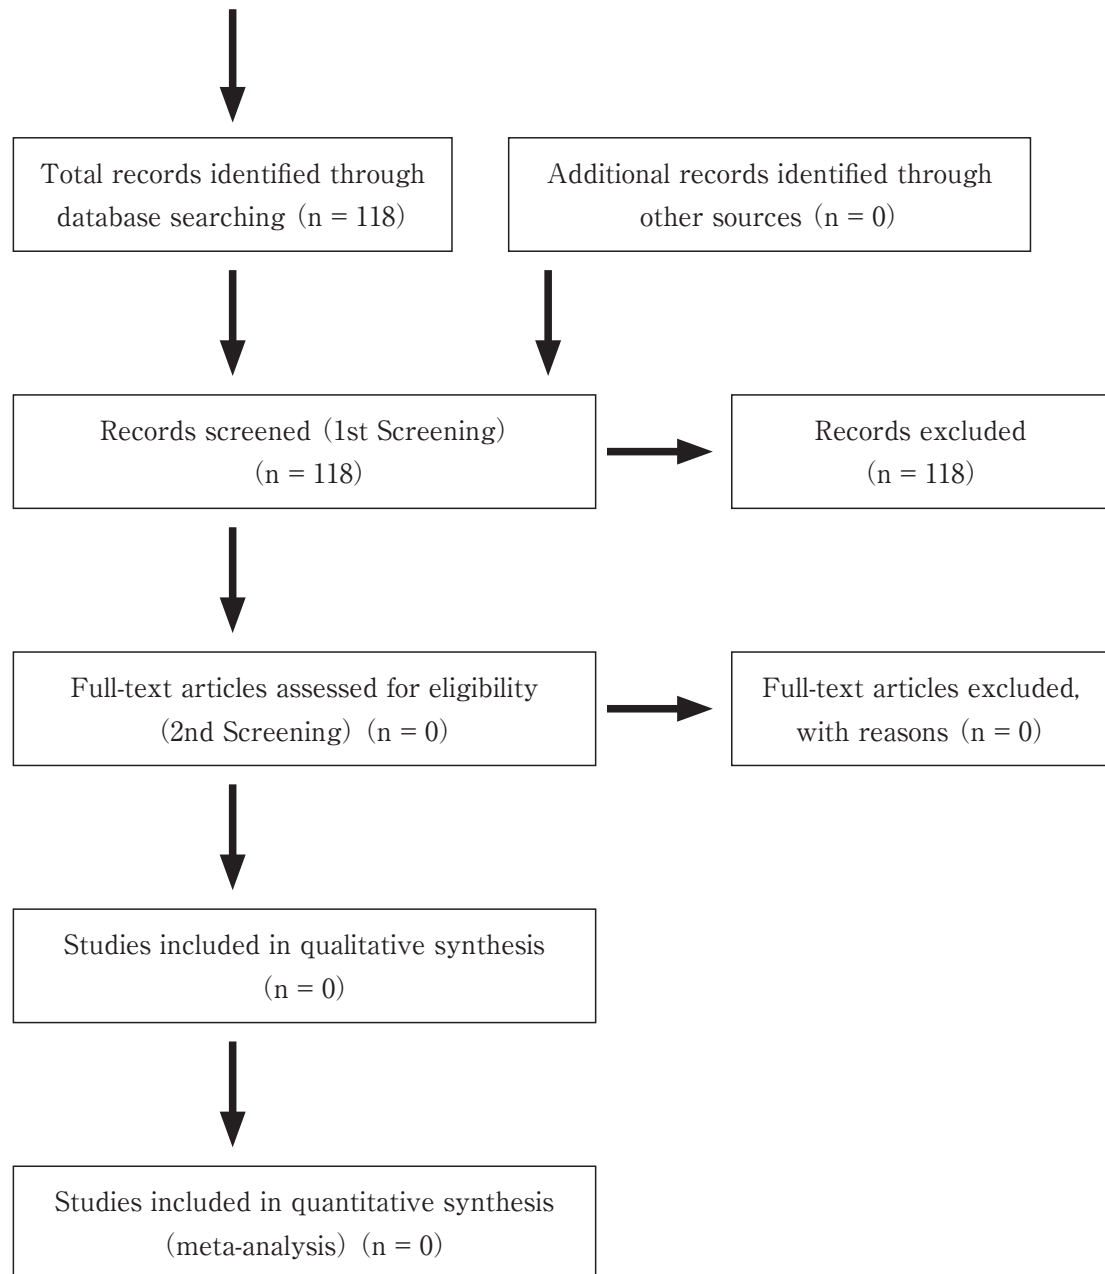 Total records identified through
database searching (n = 118)
Additional records identified through
other sources (n = 0)
Records screened (1st Screening)
(n = 118)
Records excluded
(n = 118)
Full-text articles assessed for eligibility
(2nd Screening) (n = 0)
Full-text articles excluded,
with reasons (n = 0)
Studies included in qualitative synthesis
(n = 0)
Studies included in quantitative synthesis
(meta-analysis) (n = 0)